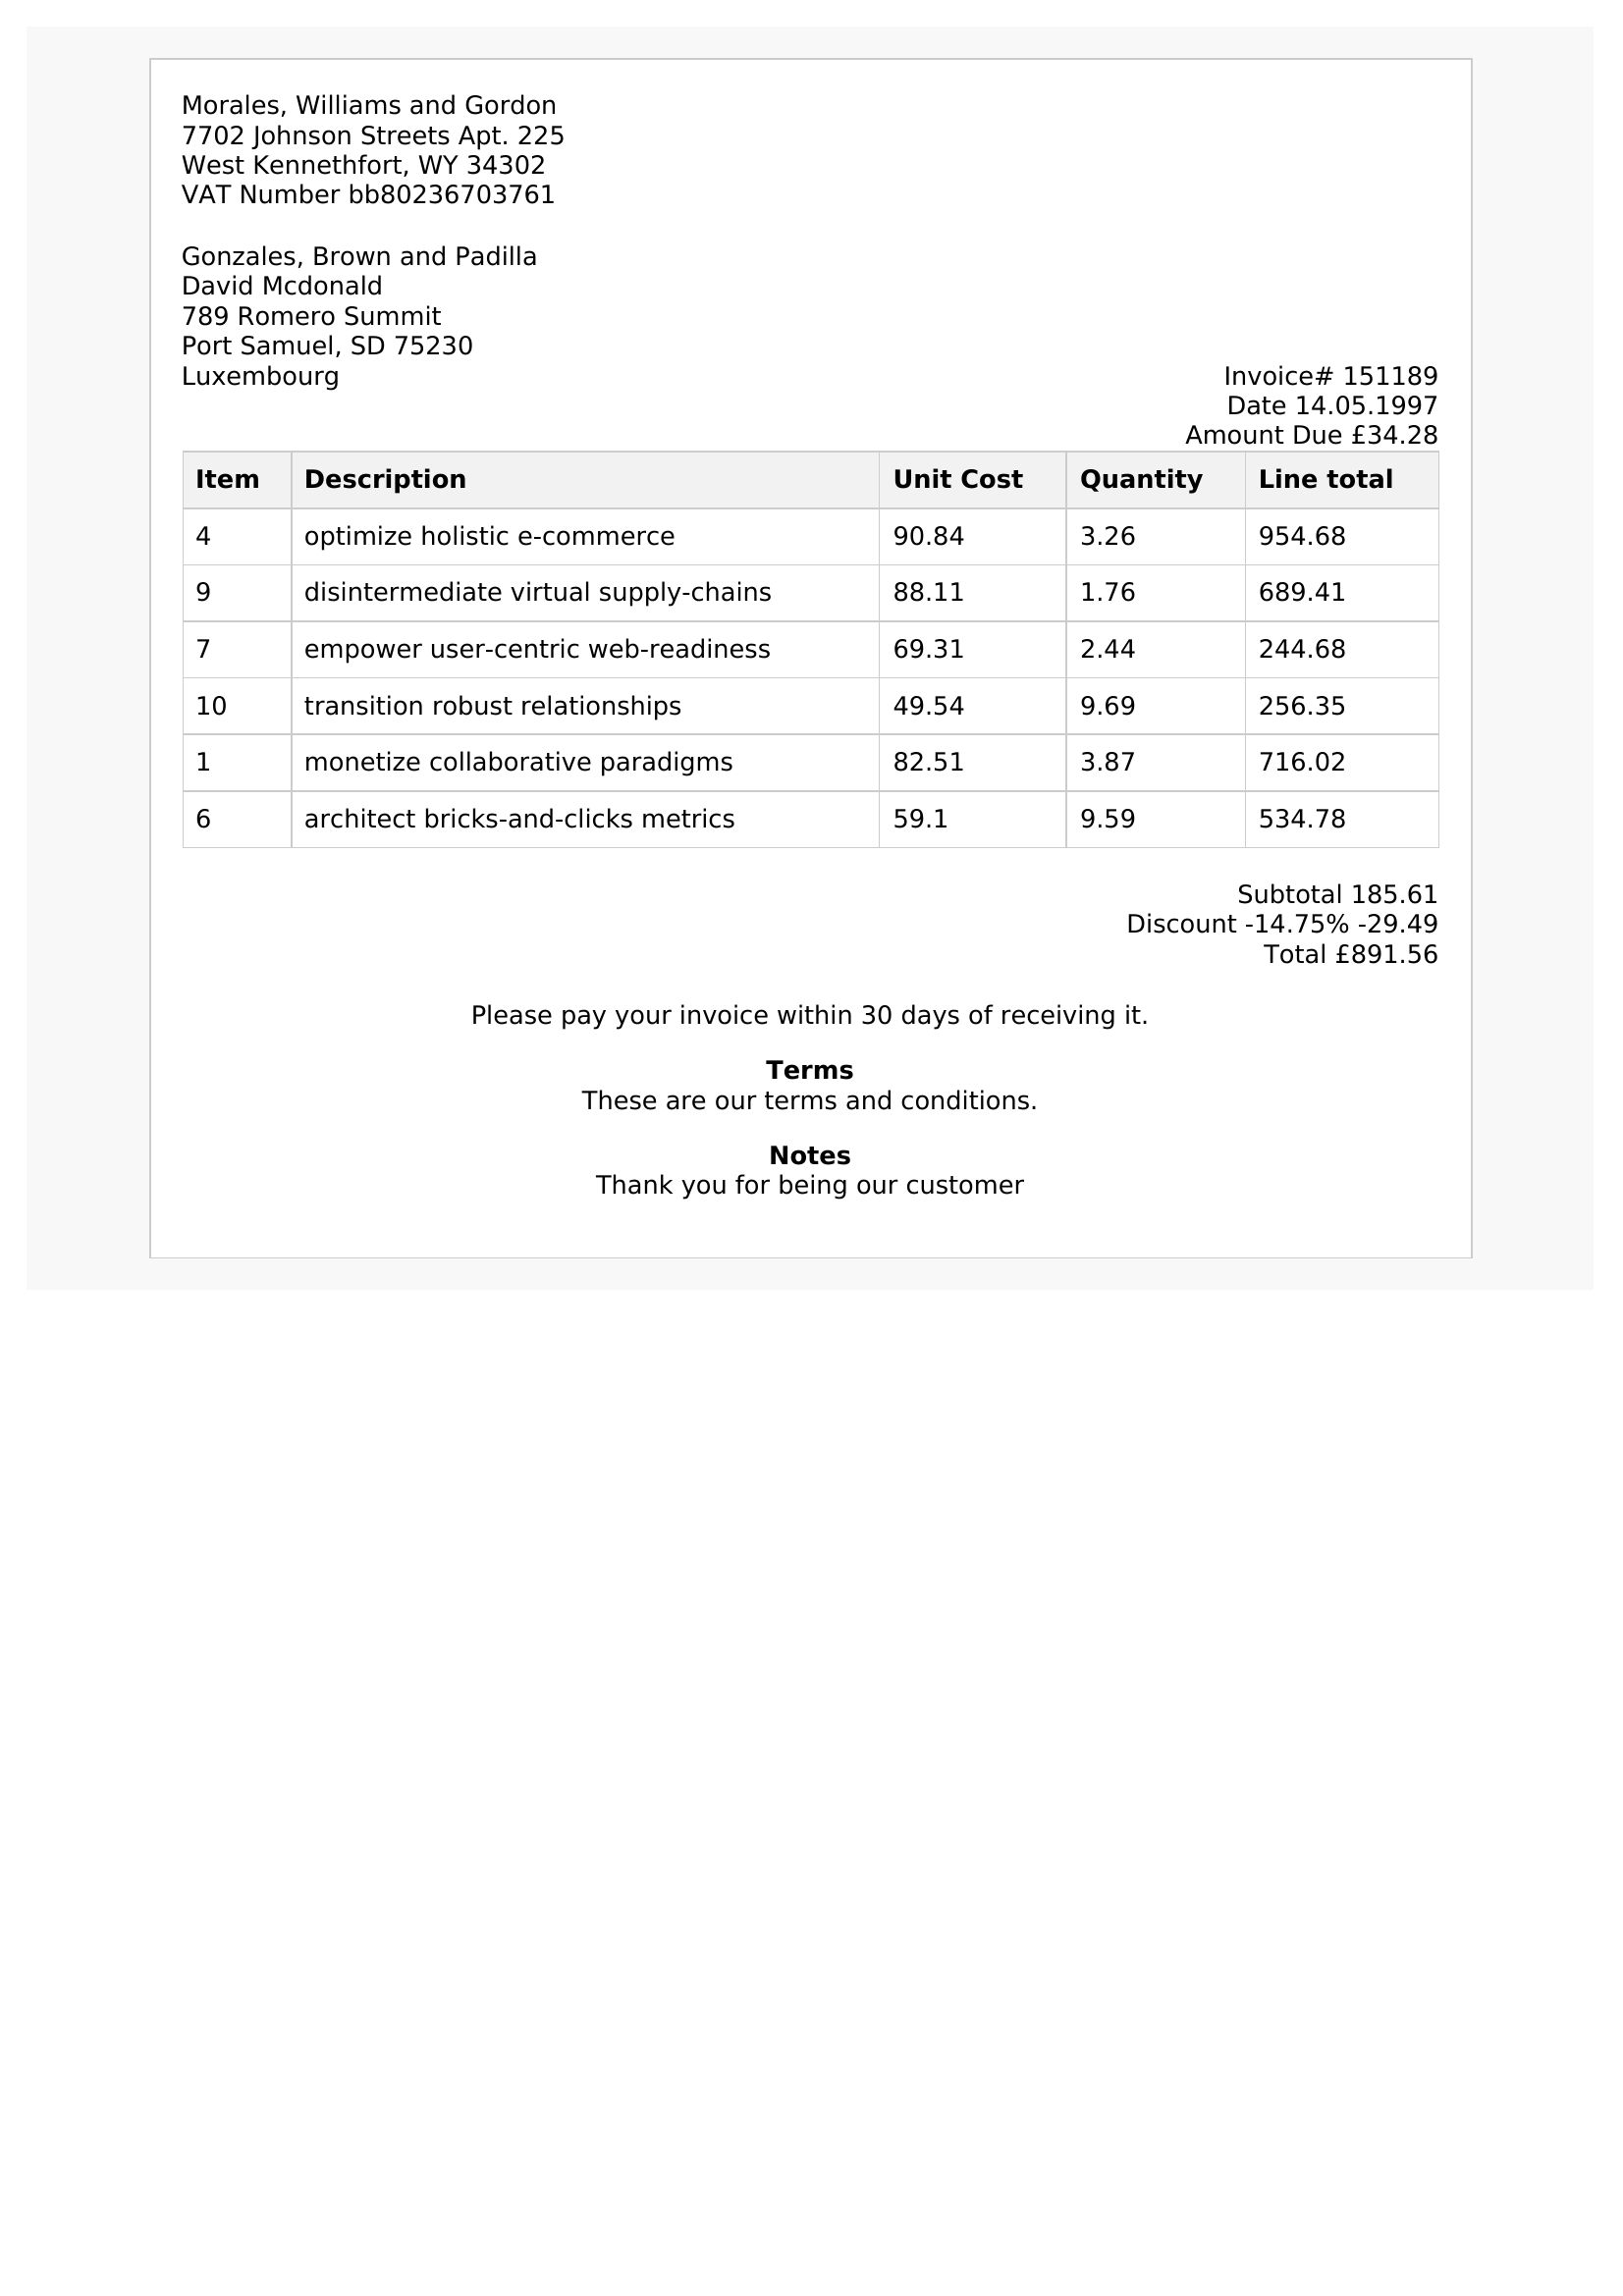 Morales, Williams and Gordon
7702 Johnson Streets Apt. 225
West Kennethfort, WY 34302
VAT Number bb80236703761
Gonzales, Brown and Padilla
David Mcdonald
789 Romero Summit
Port Samuel, SD 75230
Luxembourg
Invoice# 151189
Date 14.05.1997
Amount Due £34.28
Item Description Unit Cost Quantity Line total
4 optimize holistic e-commerce 90.84 3.26 954.68
9 disintermediate virtual supply-chains 88.11 1.76 689.41
7 empower user-centric web-readiness 69.31 2.44 244.68
10 transition robust relationships 49.54 9.69 256.35
1 monetize collaborative paradigms 82.51 3.87 716.02
6 architect bricks-and-clicks metrics 59.1 9.59 534.78
Subtotal 185.61
Discount -14.75% -29.49
Total £891.56
Please pay your invoice within 30 days of receiving it.
Terms
These are our terms and conditions.
Notes
Thank you for being our customer